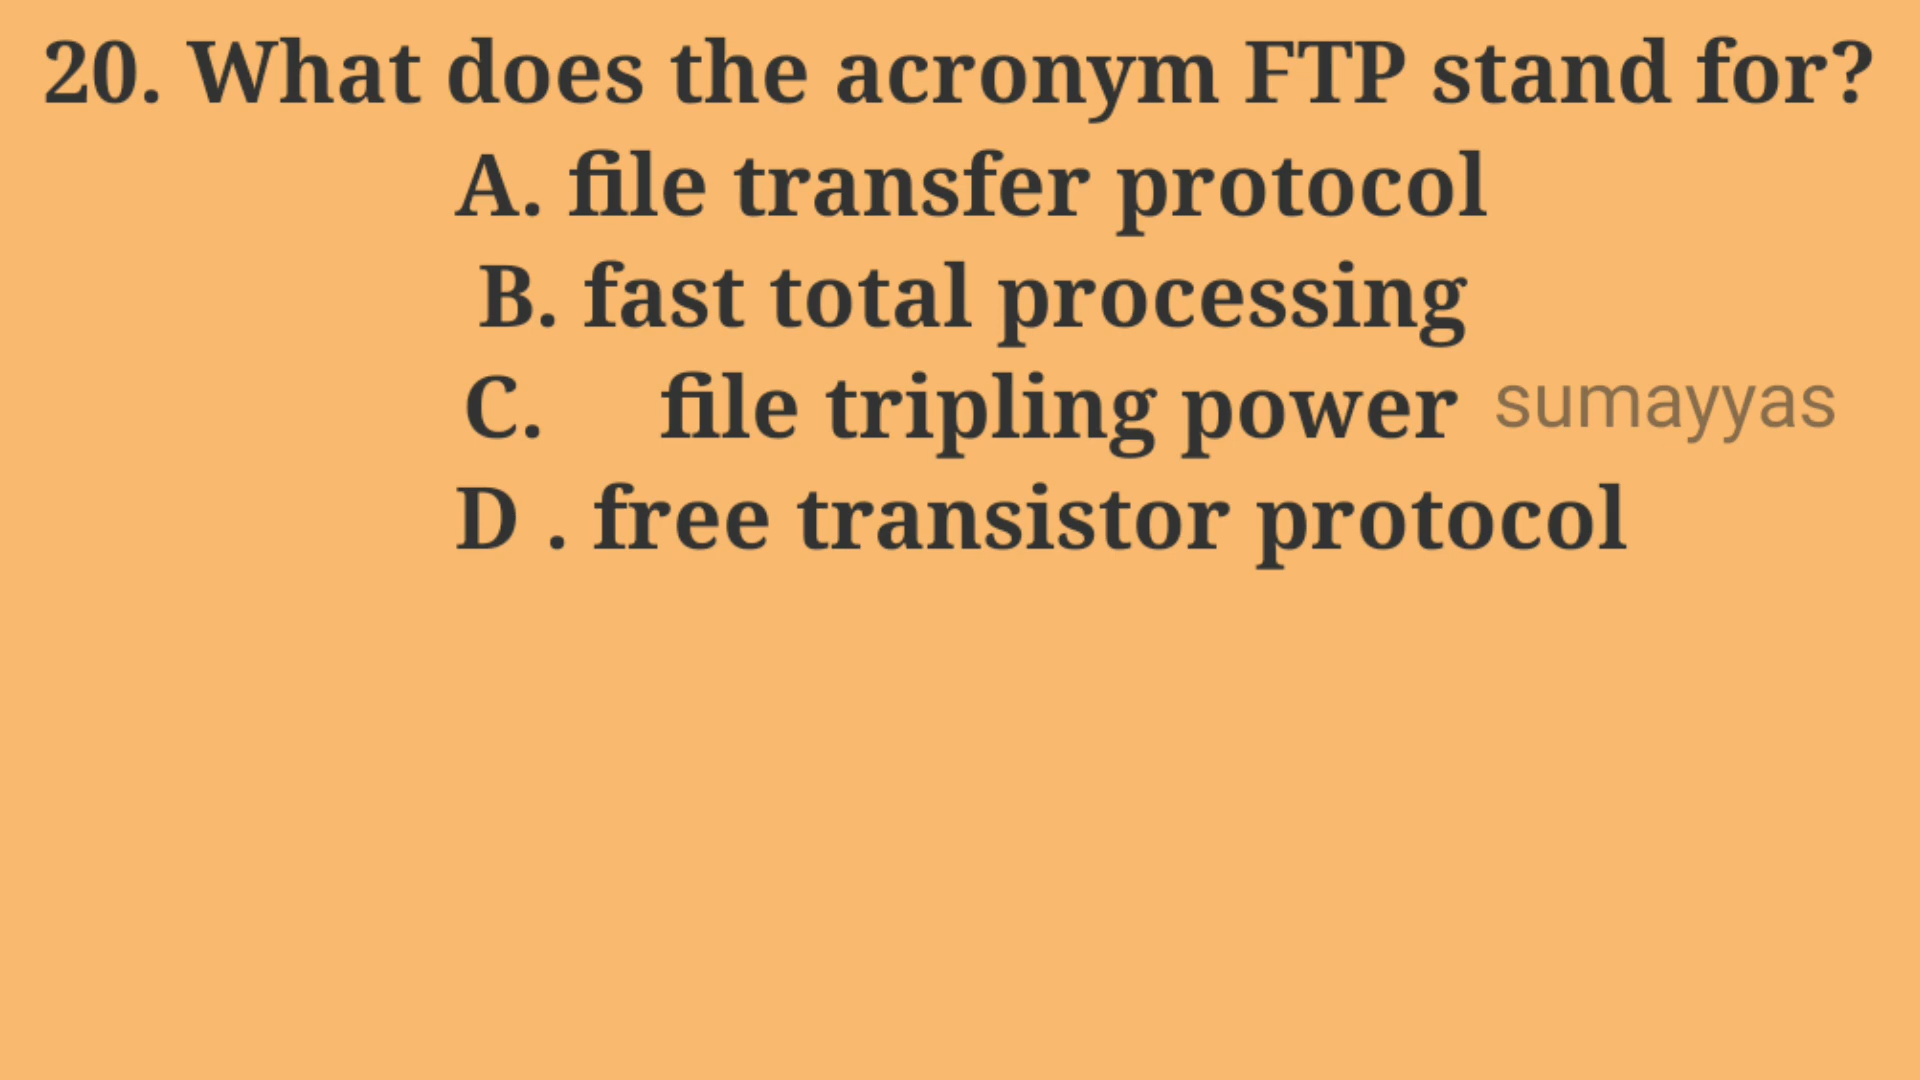 20. What does the acronym FTP stand for?
A. file transfer protocol
B. fast total processing
C. file tripling power sumayyas
D . free transistor protocol